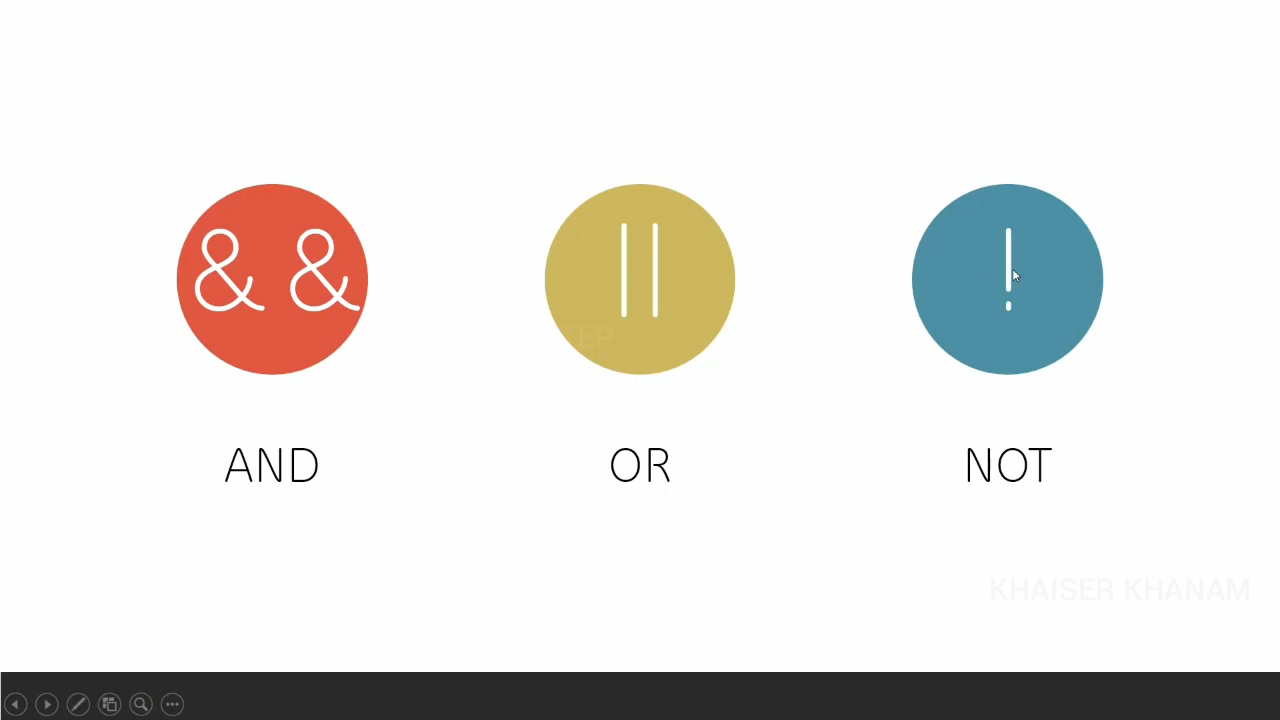 & & || !
AND OR NOT
KHAISER KHANAM